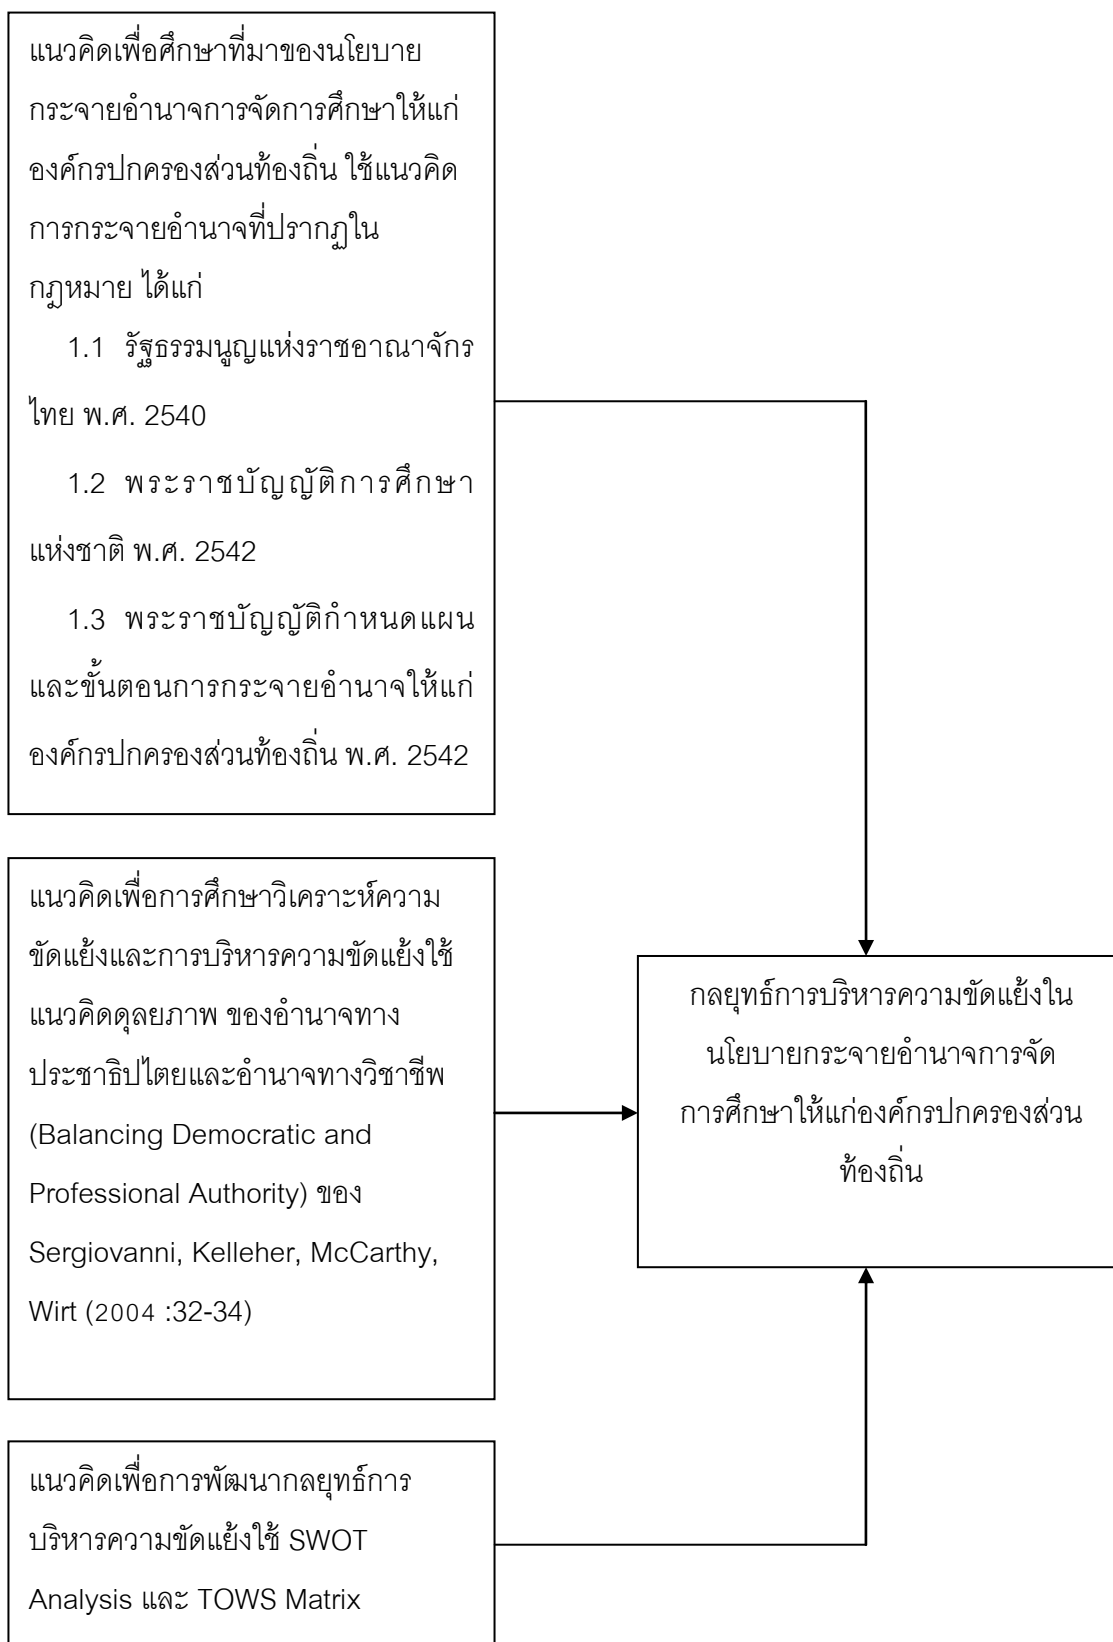 แนวคิดเพื่อศึกษาที่มาของนโยบาย
กระจายอำนาจการจัดการศึกษาให้แก่
องค์กรปกครองส่วนท้องถิ่น ใช้แนวคิด
การกระจายอำนาจที่ปรากฏใน
กฎหมาย ได้แก่
1.1 รัฐธรรมนูญแห่งราชอาณาจักร
ไทย พ.ศ. 2540
1.2 พระราชบัญญัติการศึกษา
แห่งชาติ พ.ศ. 2542
1.3 พระราชบัญญัติกำหนดแผน
และขั้นตอนการกระจายอำนาจให้แก่
องค์กรปกครองส่วนท้องถิ่น พ.ศ. 2542
แนวคิดเพื่อการศึกษาวิเคราะห์ความ
ขัดแย้งและการบริหารความขัดแย้งใช้
แนวคิดดุลยภาพ ของอำนาจทาง
ประชาธิปไตยและอำนาจทางวิชาชีพ
(Balancing Democratic and
Professional Authority) ของ
Sergiovanni, Kelleher, McCarthy,
Wirt (2004 :32-34)
กลยุทธ์การบริหารความขัดแย้งใน
นโยบายกระจายอำนาจการจัด
การศึกษาให้แก่องค์กรปกครองส่วน
ท้องถิ่น
แนวคิดเพื่อการพัฒนากลยุทธ์การ
บริหารความขัดแย้งใช้ SWOT
Analysis และ TOWS Matrix